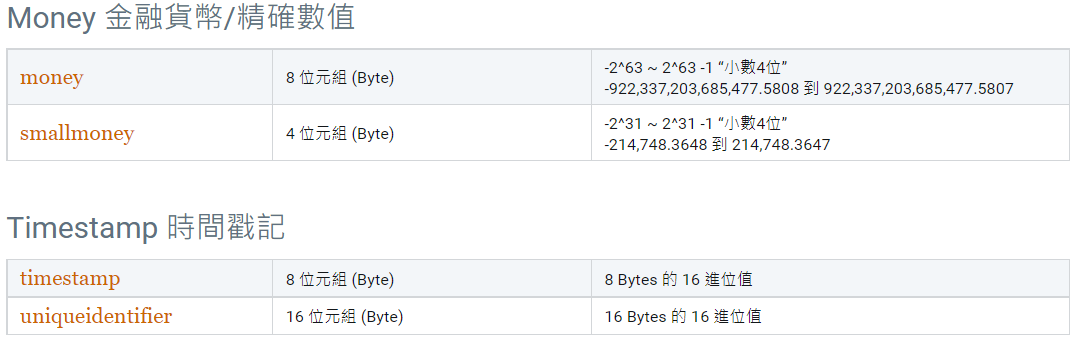 Money 金融貨幣/精確數值
money 8 位元組 (Byte) -2^63 ~ 2^63 -1 “小數4位”
-922,337,203,685,477.5808 到 922,337,203,685,477.5807
smallmoney 4 位元組 (Byte) -2^31 ~ 2^31 -1 “小數4位”
-214,748.3648 到 214,748.3647
Timestamp 時間戳記
timestamp 8 位元組 (Byte) 8 Bytes 的 16 進位值
uniqueidentifier 16 位元組 (Byte) 16 Bytes 的 16 進位值